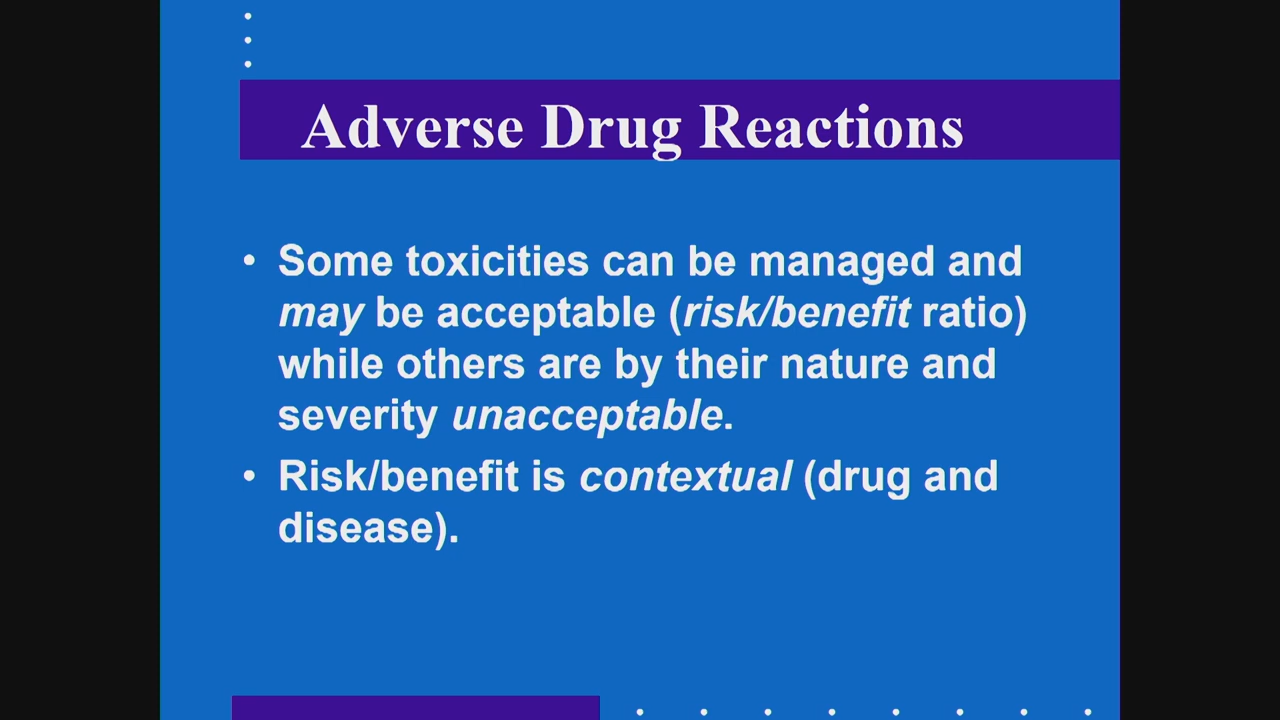 Adverse Drug Reactions
• Some toxicities can be managed and
may be acceptable (risk/benefit ratio)
while others are by their nature and
severity unacceptable.
• Risk/benefit is contextual (drug and
disease).